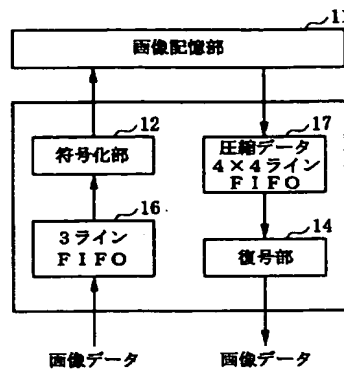 11
画像記憶部
12
符号化部
17
圧縮データ
4×4ライン
FIFO
16
3ライン
FIFO
14
復号部
画像データ
画像データ